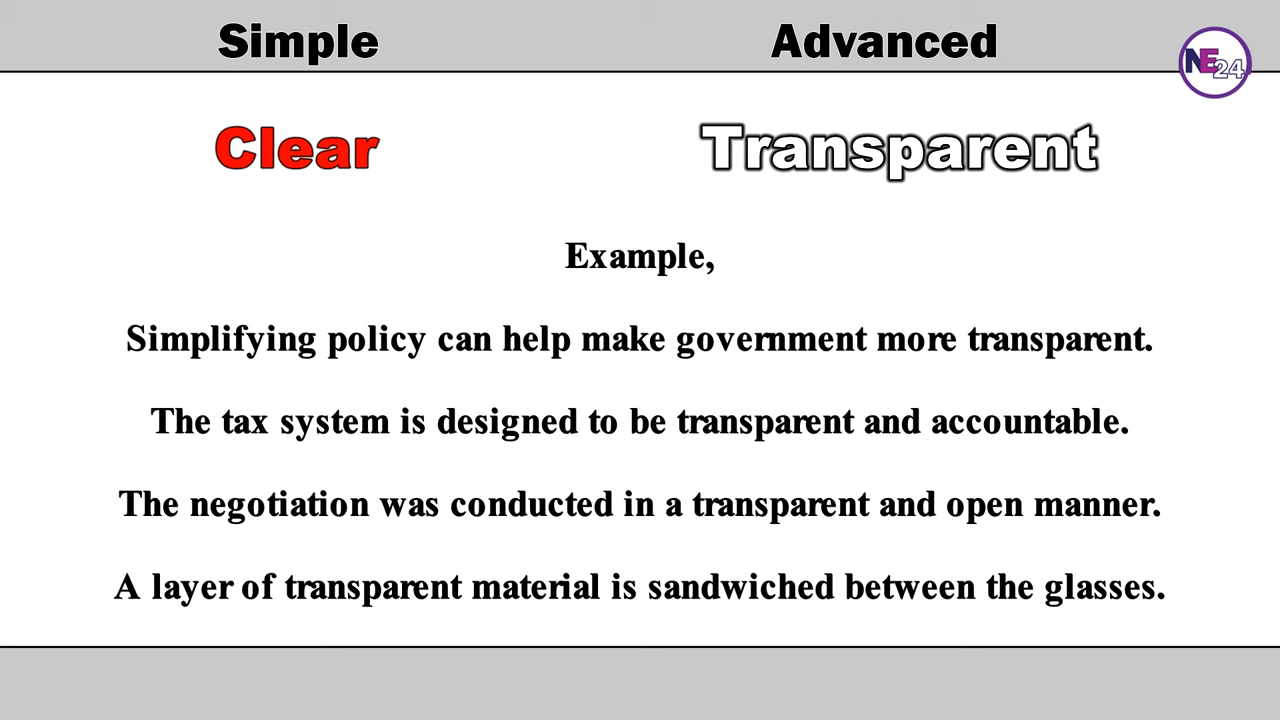 Simple Advanced
NE24
Clear Transparent
Example,
Simplifying policy can help make government more transparent.
The tax system is designed to be transparent and accountable.
The negotiation was conducted in a transparent and open manner.
A layer of transparent material is sandwiched between the glasses.